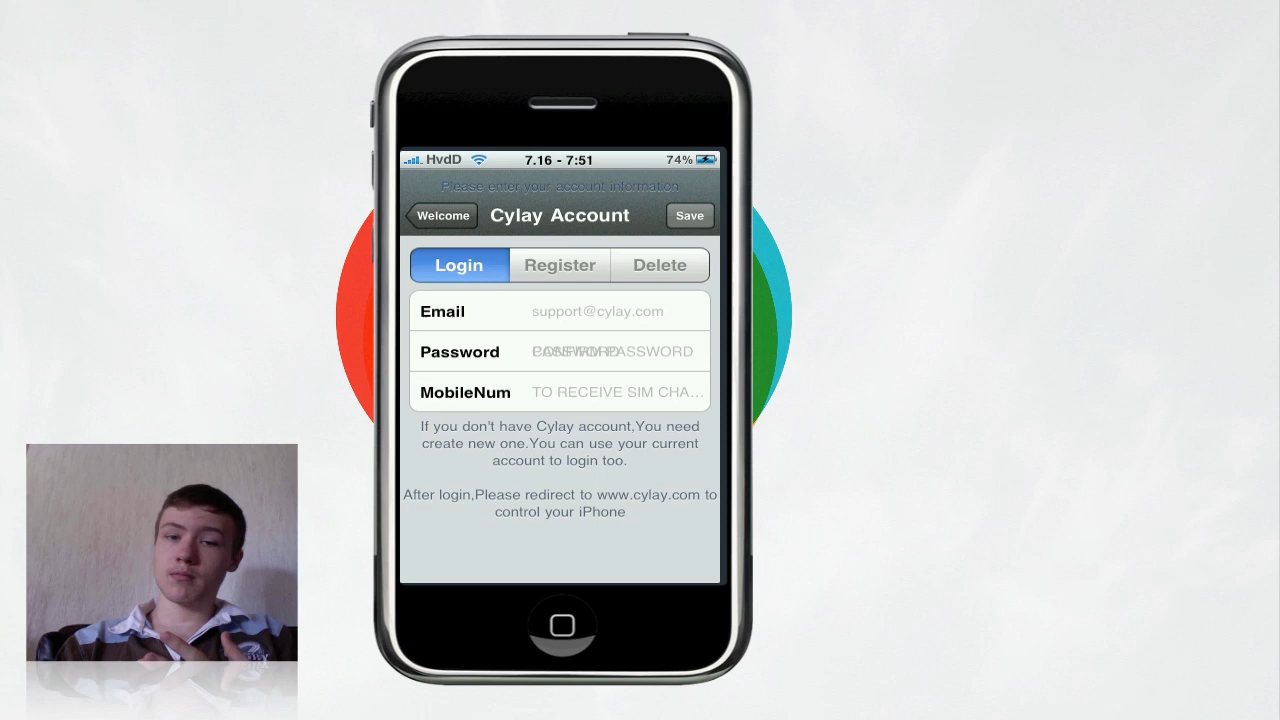 HvdD 7.16 - 7:51 74%
Please enter your account information
Welcome Cylay Account Save
Login Register Delete
Email support@cylay.com
Password CONFIRM PASSWORD
MobileNum TO RECEIVE SIM CHA...
If you don't have Cylay account,You need
create new one.You can use your current
account to login too.
After login,Please redirect to www.cylay.com to
control your iPhone